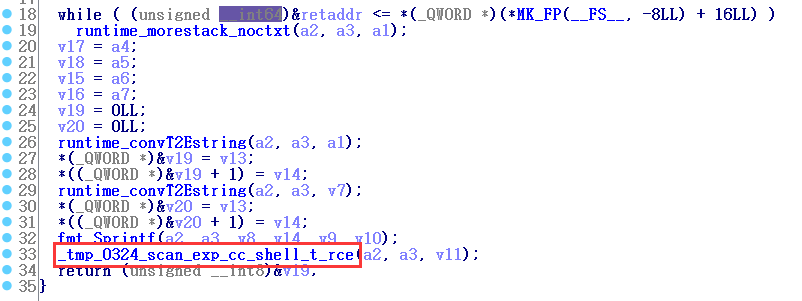 18 while ( (unsigned __int64)&retaddr <= *(_QWORD *)(*MK_FP(__FS__, -8LL) + 16LL) )
19 runtime_morestack_noctxt(a2, a3, a1);
20 v17 = a4;
21 v18 = a5;
22 v15 = a6;
23 v16 = a7;
24 v19 = 0LL;
25 v20 = 0LL;
26 runtime_convT2Estring(a2, a3, a1);
27 *(_QWORD *)&v19 = v13;
28 *((_QWORD *)&v19 + 1) = v14;
29 runtime_convT2Estring(a2, a3, v7);
30 *(_QWORD *)&v20 = v13;
31 *((_QWORD *)&v20 + 1) = v14;
32 fmt_Sprintf(a2, a3, v8, v14, v9, v10);
33 _tmp_0324_scan_exp_cc_shell_t_rce(a2, a3, v11);
34 return (unsigned __int8)&v19;
35 }